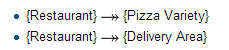 • {Restaurant} ↠ {Pizza Variety}
• {Restaurant} ↠ {Delivery Area}